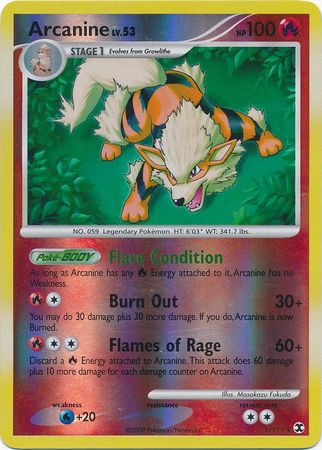 Arcanine LV.53 HP 100
STAGE 1 Evolves from Growlithe
NO. 059 Legendary Pokémon HT: 6'03" WT: 341.7 lbs.
Poké-BODY Flare Condition
As long as Arcanine has any Energy attached to it, Arcanine has no
Weakness.
Burn Out 30+
You may do 30 damage plus 30 more damage. If you do, Arcanine is now
Burned.
Flames of Rage 60+
Discard a Energy attached to Arcanine. This attack does 60 damage
plus 10 more damage for each damage counter on Arcanine.
Illus. Masakazu Fukuda
weakness resistance retreat cost
+20
©2009 Pokémon/Nintendo